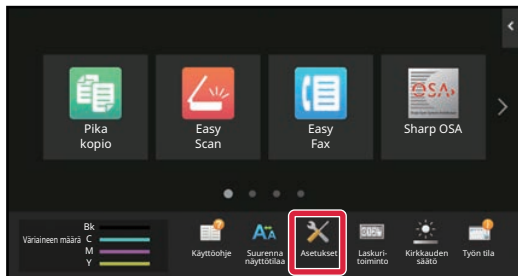 Pika
kopio
Easy
Scan
Easy
Fax
OSA
Sharp OSA
Väriaineen määrä
Bk
C
M
Y
Käyttöohje
Suurenna
näyttötilaa
Asetukset
Laskuri-
toiminto
Kirkkauden
säätö
Työn tila